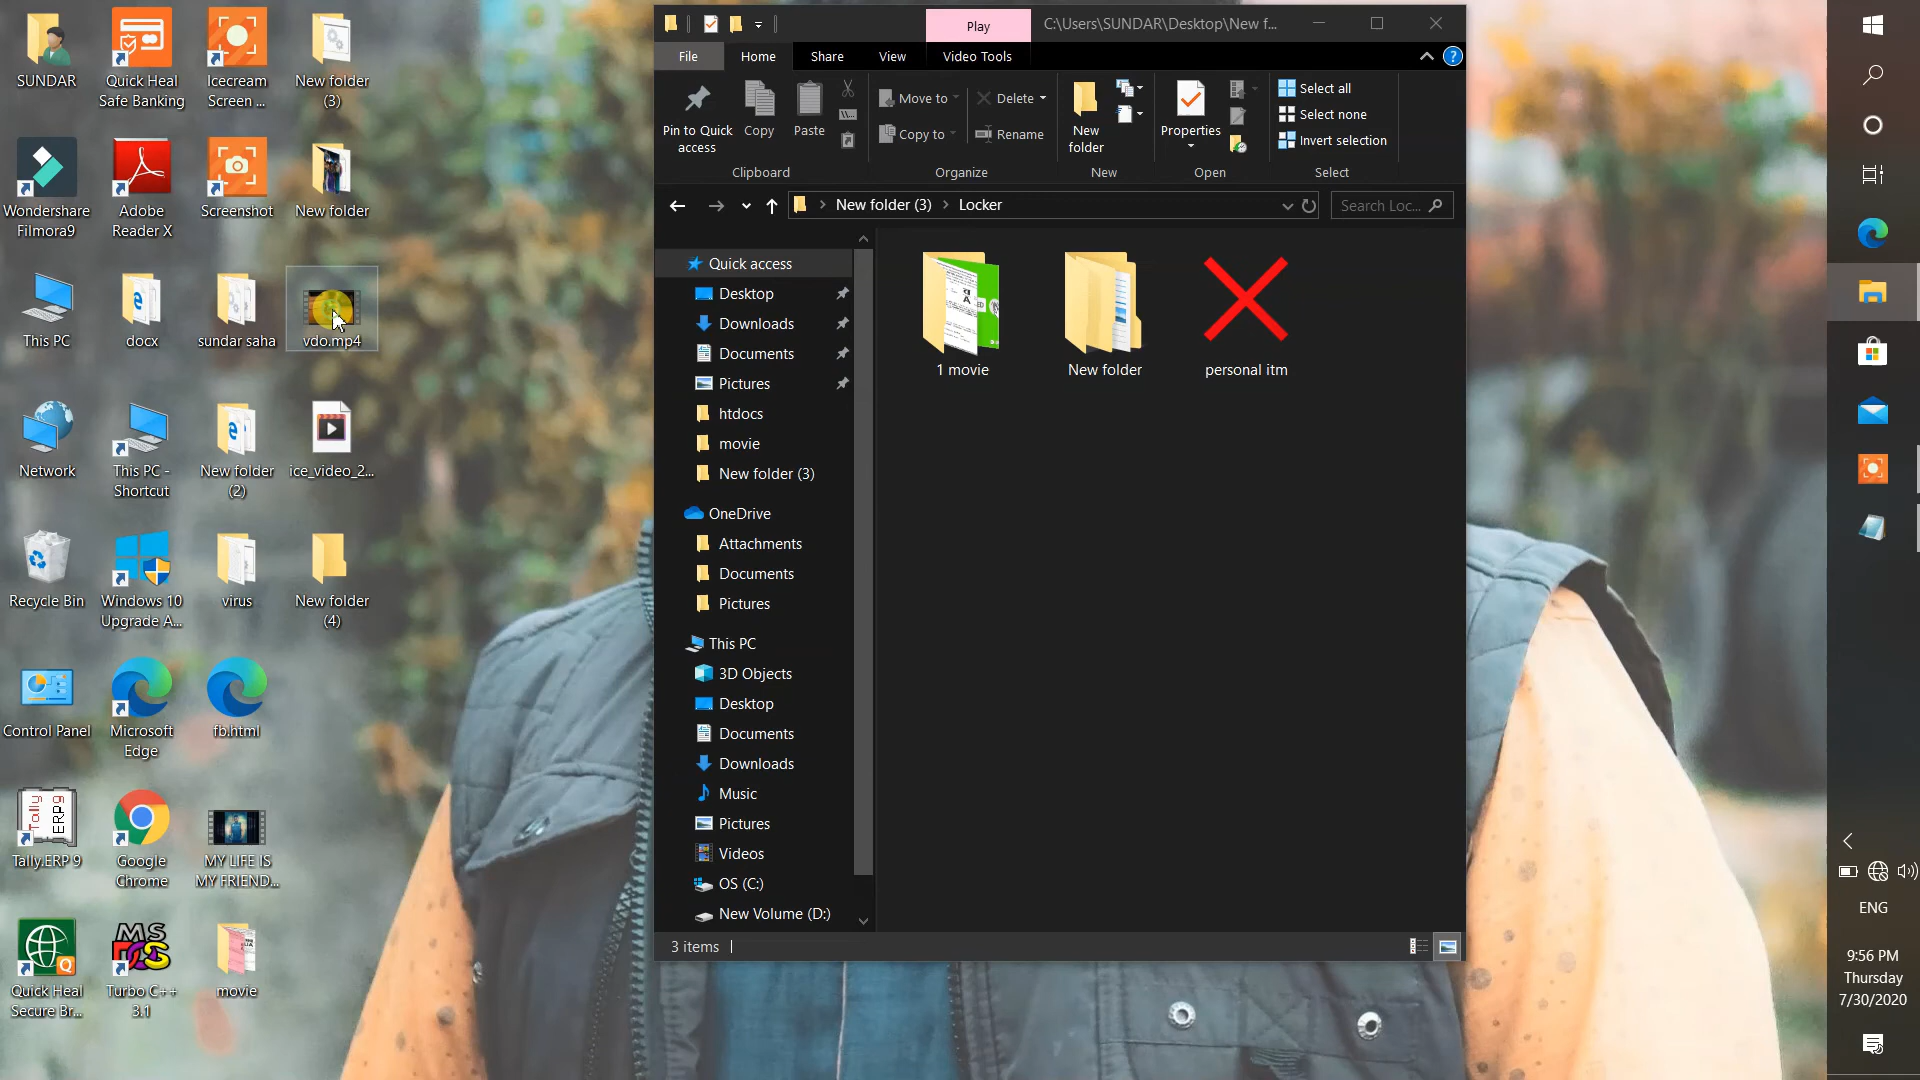 SUNDAR
Quick Heal
Safe Banking
Icecream
Screen ...
New folder
(3)
Wondershare
Filmora9
Adobe
Reader X
Screenshot
New folder
This PC
docx
sundar saha
vdo.mp4
Network
This PC -
Shortcut
New folder
(2)
ice_video_2...
Recycle Bin
Windows 10
Upgrade A...
virus
New folder
(4)
Control Panel
Microsoft
Edge
fb.html
Tally
ERP
Tally.ERP 9
Google
Chrome
MY LIFE IS
MY FRIEND...
Quick Heal
Secure Br...
MS
DOS
Turbo C++
3.1
movie
Play
C:\Users\SUNDAR\Desktop\New f...
File
Home
Share
View
Video Tools
Pin to Quick
access
Copy
Paste
Clipboard
Move to
Copy to
Delete
Rename
Organize
New
folder
New
Properties
Open
Select all
Select none
Invert selection
Select
New folder (3)
Locker
Search Loc...
Quick access
Desktop
Downloads
Documents
Pictures
htdocs
movie
New folder (3)
OneDrive
Attachments
Documents
Pictures
This PC
3D Objects
Desktop
Documents
Downloads
Music
Pictures
Videos
OS (C:)
New Volume (D:)
1 movie
New folder
personal itm
3 items
ENG
9:56 PM
Thursday
7/30/2020